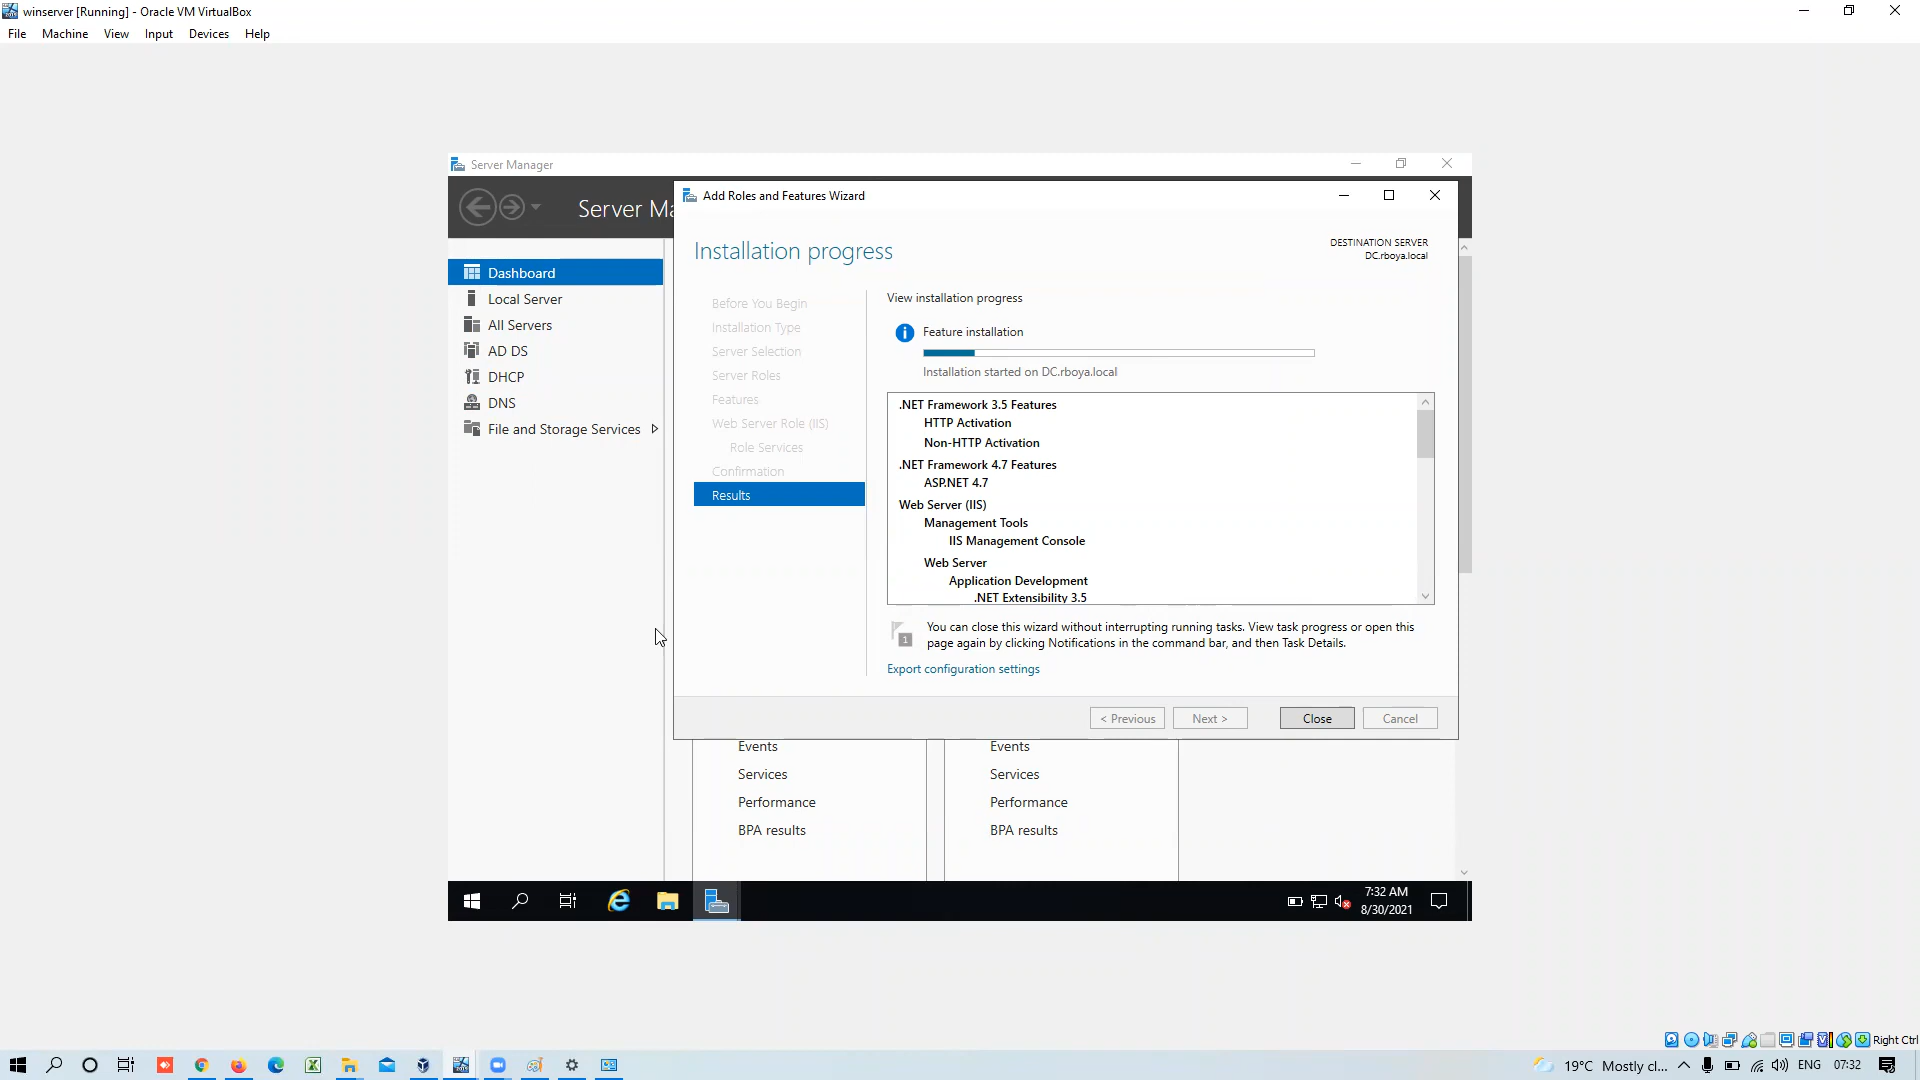 winserver [Running] - Oracle VM VirtualBox
File Machine View Input Devices Help
Server Manager
Server Ma
Add Roles and Features Wizard
Installation progress
DESTINATION SERVER
DC.rboya.local
Dashboard
Local Server
All Servers
AD DS
DHCP
DNS
File and Storage Services
Before You Begin
Installation Type
Server Selection
Server Roles
Features
Web Server Role (IIS)
Role Services
Confirmation
Results
View installation progress
Feature installation
Installation started on DC.rboya.local
.NET Framework 3.5 Features
HTTP Activation
Non-HTTP Activation
.NET Framework 4.7 Features
ASP.NET 4.7
Web Server (IIS)
Management Tools
IIS Management Console
Web Server
Application Development
.NET Extensibility 3.5
1
You can close this wizard without interrupting running tasks. View task progress or open this
page again by clicking Notifications in the command bar, and then Task Details.
Export configuration settings
< Previous
Next >
Close
Cancel
Events
Services
Performance
BPA results
Events
Services
Performance
BPA results
7:32 AM
8/30/2021
Right Ctrl
19°C Mostly cl...
ENG
07:32